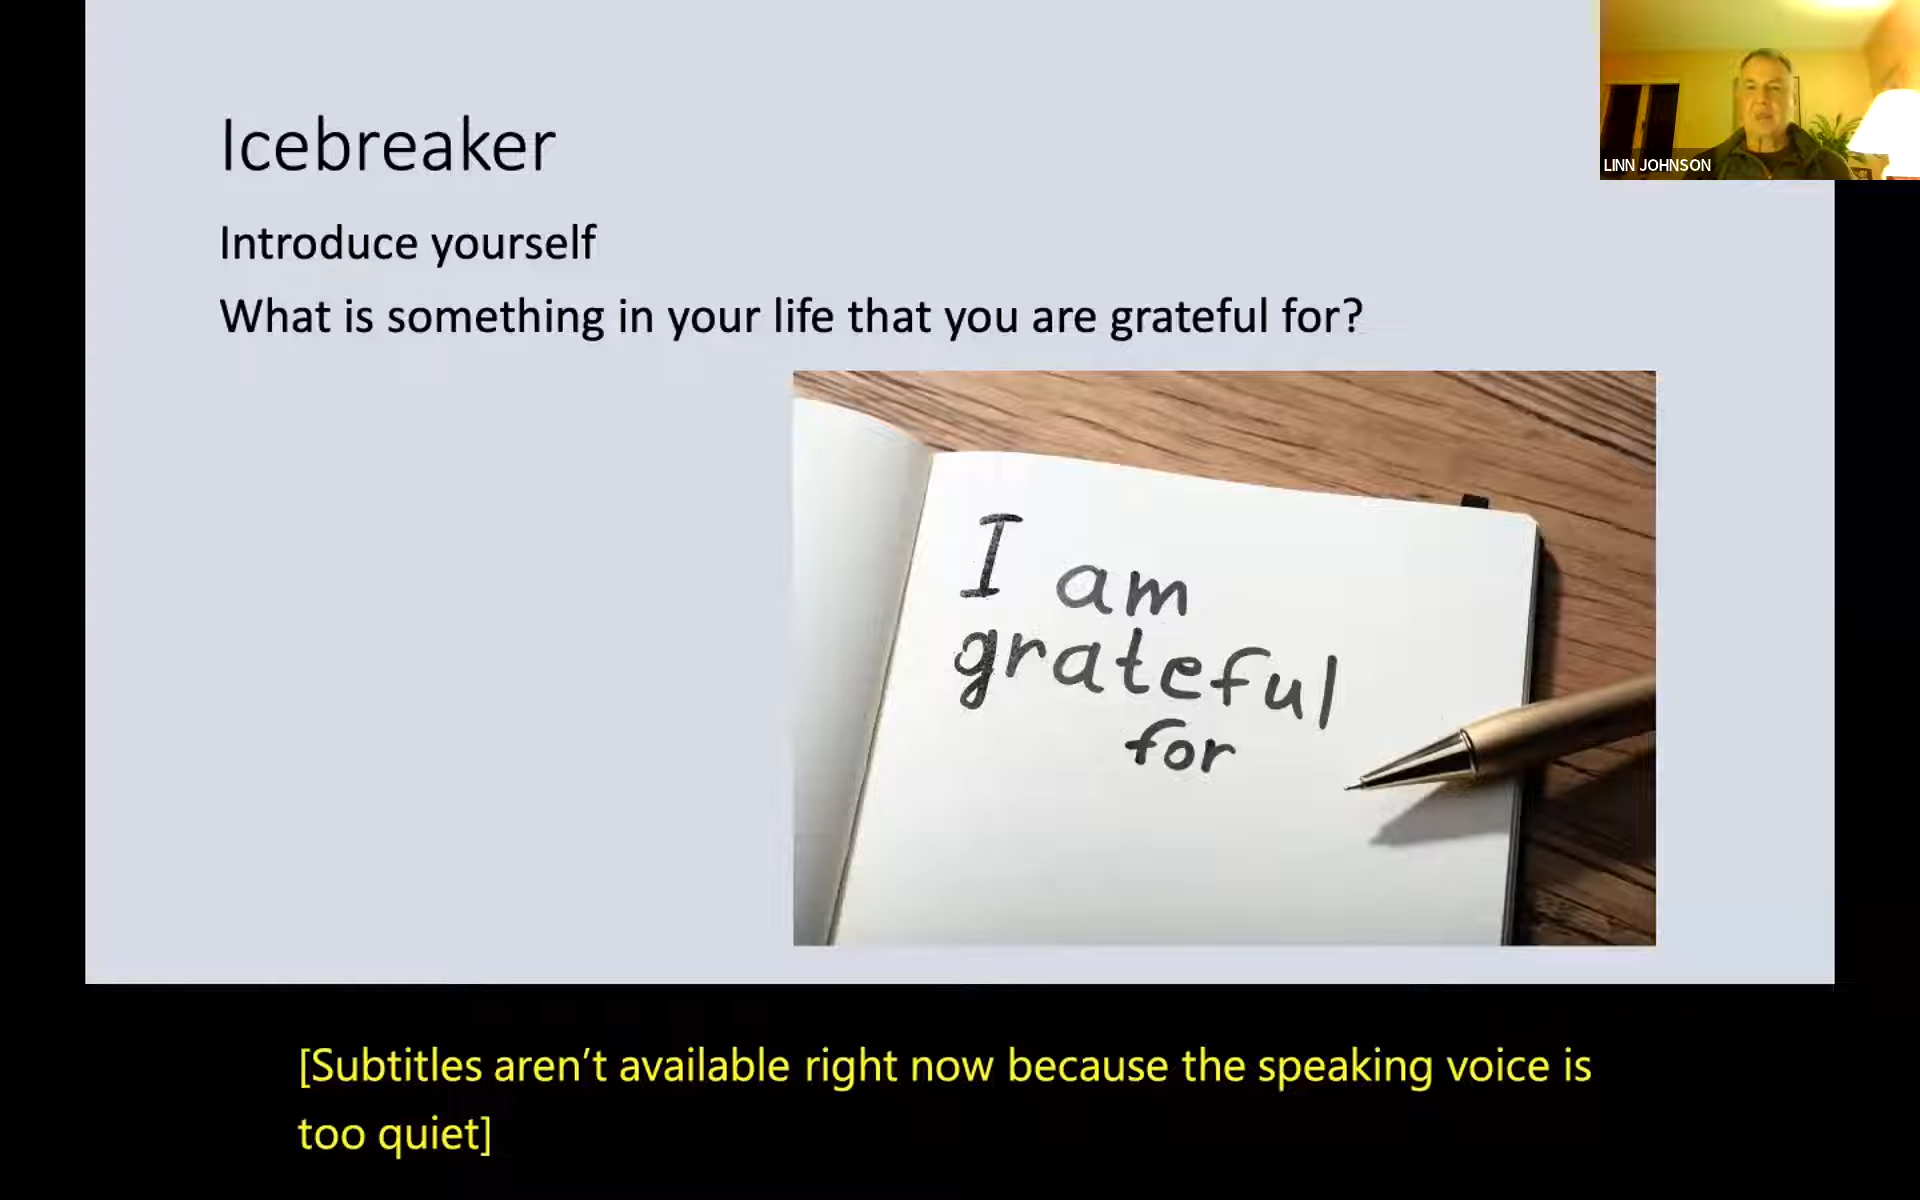 Icebreaker
Introduce yourself
What is something in your life that you are grateful for?
LINN JOHNSON
I am
grateful
for
[Subtitles aren’t available right now because the speaking voice is
too quiet]